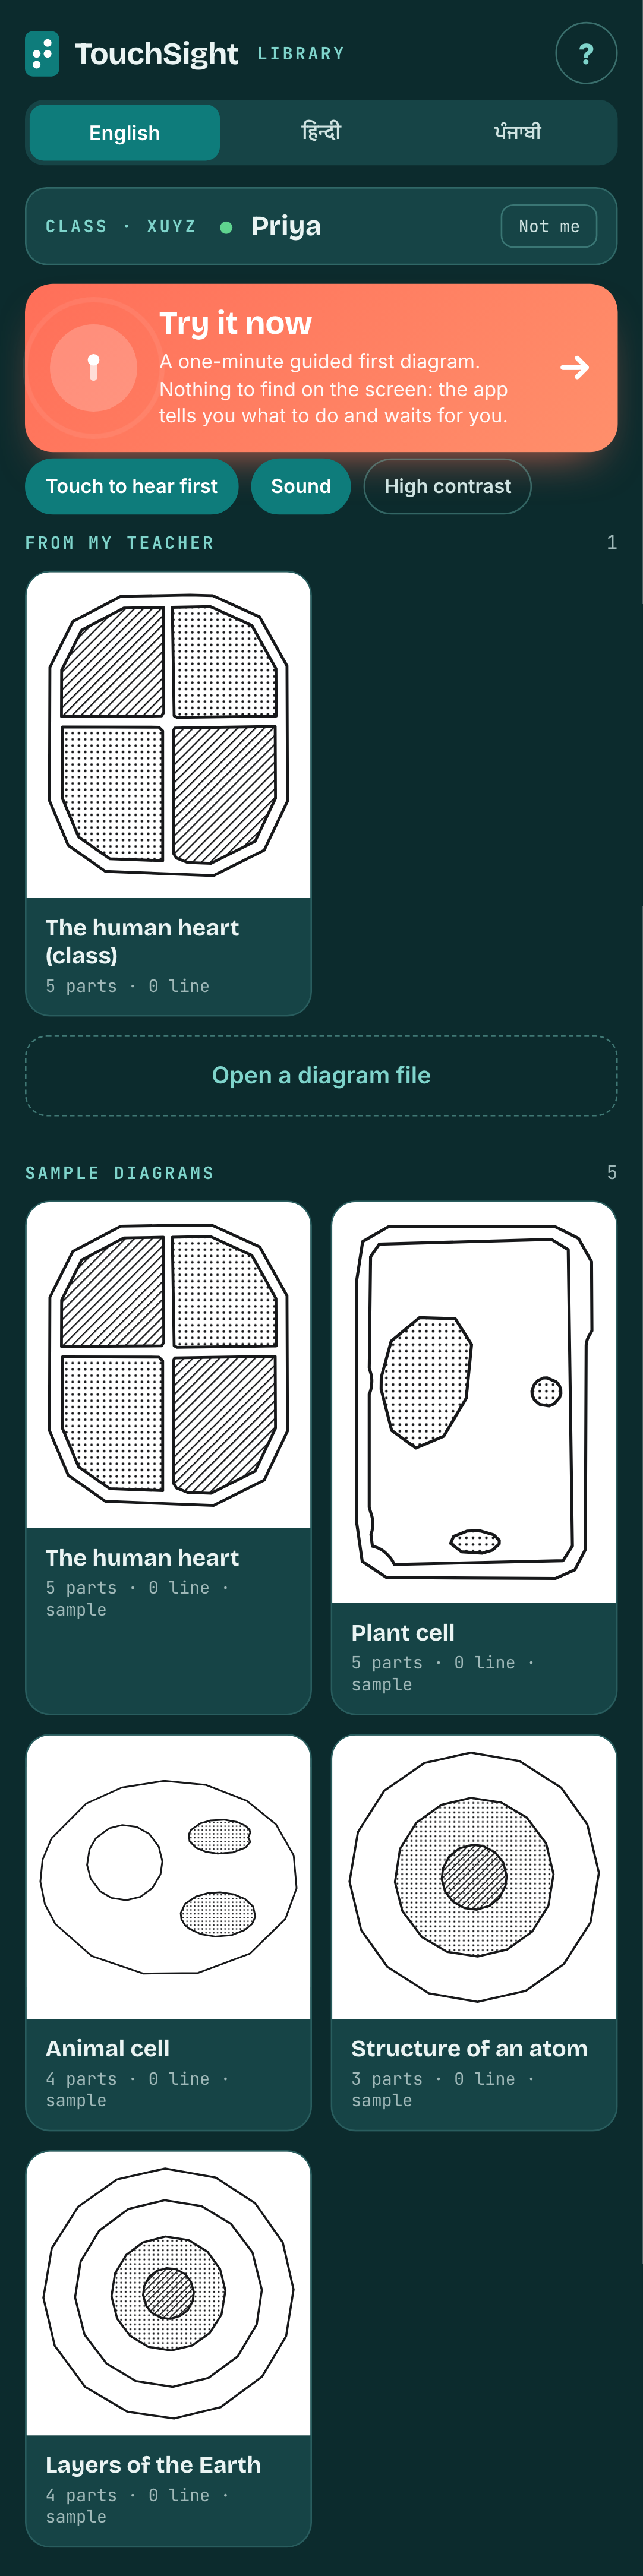 TouchSight LIBRARY ?
English हिन्दी ਪੰਜਾਬੀ
CLASS · XUYZ Priya Not me
Try it now
A one-minute guided first diagram.
Nothing to find on the screen: the app
tells you what to do and waits for you.
Touch to hear first Sound High contrast
FROM MY TEACHER 1
The human heart
(class)
5 parts · 0 line
Open a diagram file
SAMPLE DIAGRAMS 5
The human heart
5 parts · 0 line ·
sample
Plant cell
5 parts · 0 line ·
sample
Animal cell
4 parts · 0 line ·
sample
Structure of an atom
3 parts · 0 line ·
sample
Layers of the Earth
4 parts · 0 line ·
sample